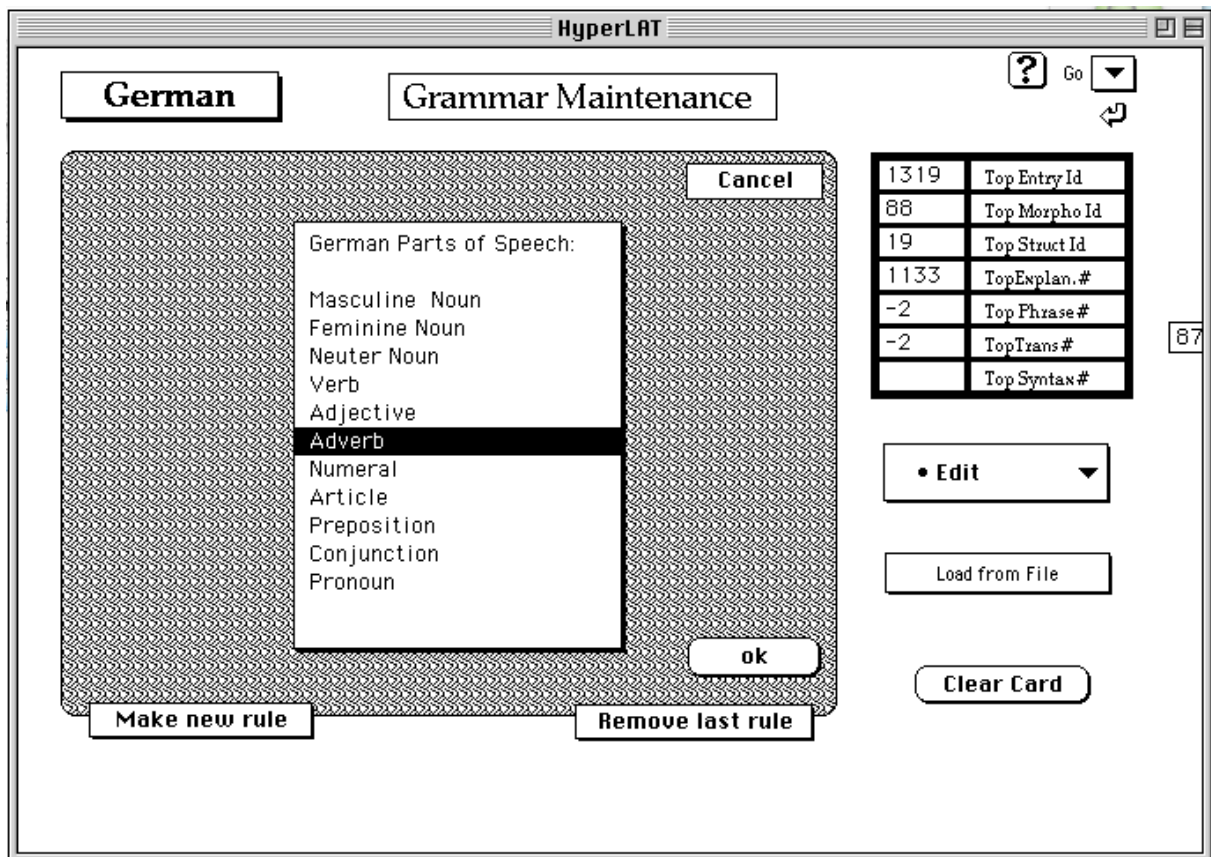 HyperLAT
German
Grammar Maintenance
?
Go
Cancel
German Parts of Speech:
Masculine Noun
Feminine Noun
Neuter Noun
Verb
Adjective
Adverb
Numeral
Article
Preposition
Conjunction
Pronoun
ok
Make new rule
Remove last rule
1319 Top Entry Id
88 Top Morpho Id
19 Top Struct Id
1133 TopExplan.#
-2 Top Phrase#
-2 TopTrans#
Top Syntax#
87
• Edit
Load from File
Clear Card